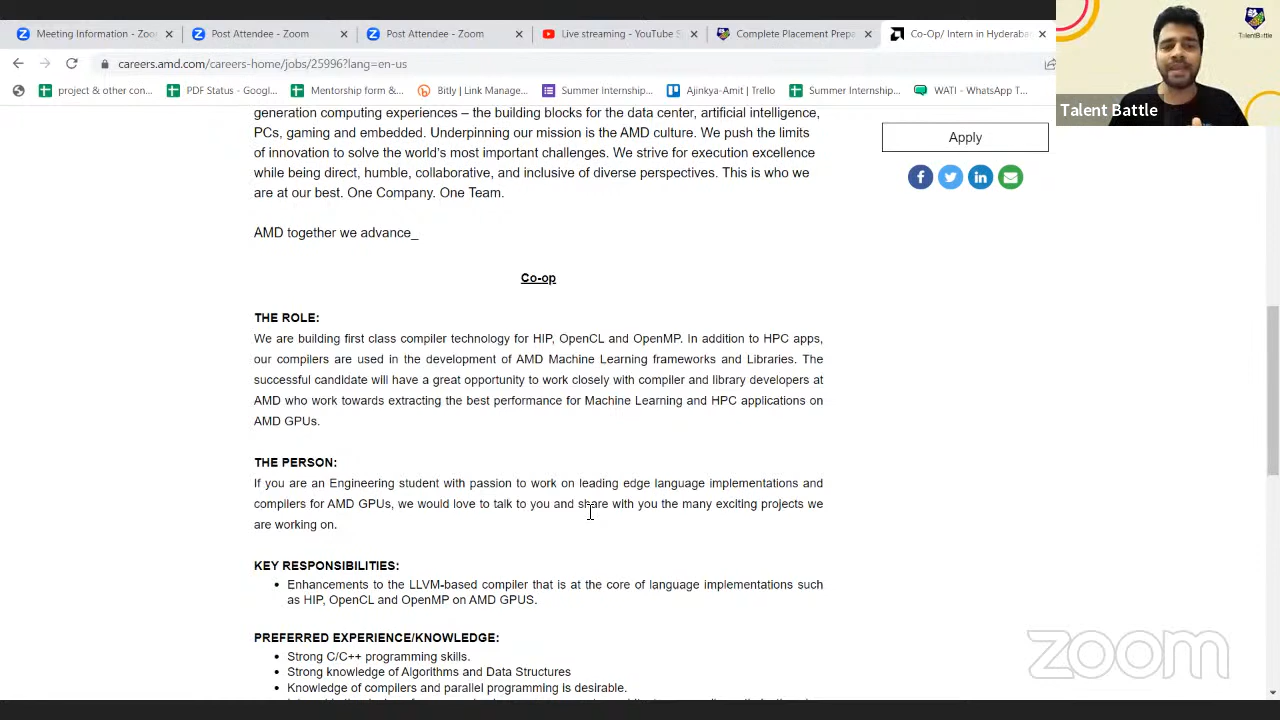 Meeting Information - Zoo
Post Attendee - Zoom
Post Attendee - Zoom
Live streaming - YouTube S
Complete Placement Prepa
Co-Op/ Intern in Hyderaba
careers.amd.com/careers-home/jobs/25996?lang=en-us
project & other con...
PDF Status - Googl...
Mentorship form &...
Bitly | Link Manage...
Summer Internship...
Ajinkya-Amit | Trello
Summer Internship...
WATI - WhatsApp T...
TalentBattle
Talent Battle
generation computing experiences – the building blocks for the data center, artificial intelligence,
PCs, gaming and embedded. Underpinning our mission is the AMD culture. We push the limits
of innovation to solve the world's most important challenges. We strive for execution excellence
while being direct, humble, collaborative, and inclusive of diverse perspectives. This is who we
are at our best. One Company. One Team.
Apply
AMD together we advance_
Co-op
THE ROLE:
We are building first class compiler technology for HIP, OpenCL and OpenMP. In addition to HPC apps,
our compilers are used in the development of AMD Machine Learning frameworks and Libraries. The
successful candidate will have a great opportunity to work closely with compiler and library developers at
AMD who work towards extracting the best performance for Machine Learning and HPC applications on
AMD GPUs.
THE PERSON:
If you are an Engineering student with passion to work on leading edge language implementations and
compilers for AMD GPUs, we would love to talk to you and share with you the many exciting projects we
are working on.
KEY RESPONSIBILITIES:
• Enhancements to the LLVM-based compiler that is at the core of language implementations such
as HIP, OpenCL and OpenMP on AMD GPUS.
PREFERRED EXPERIENCE/KNOWLEDGE:
• Strong C/C++ programming skills.
• Strong knowledge of Algorithms and Data Structures
• Knowledge of compilers and parallel programming is desirable.
zoom